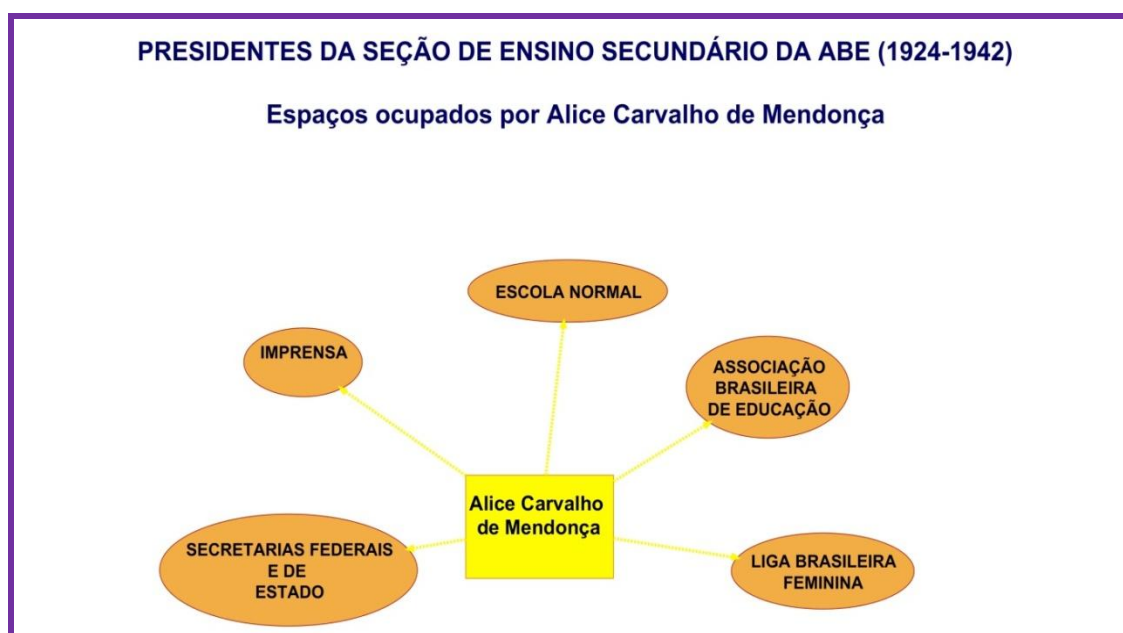 PRESIDENTES DA SEÇÃO DE ENSINO SECUNDÁRIO DA ABE (1924-1942)
Espaços ocupados por Alice Carvalho de Mendonça
ESCOLA NORMAL
IMPRENSA
ASSOCIAÇÃO
BRASILEIRA
DE EDUCAÇÃO
Alice Carvalho
de Mendonça
SECRETARIAS FEDERAIS
E DE
ESTADO
LIGA BRASILEIRA
FEMININA